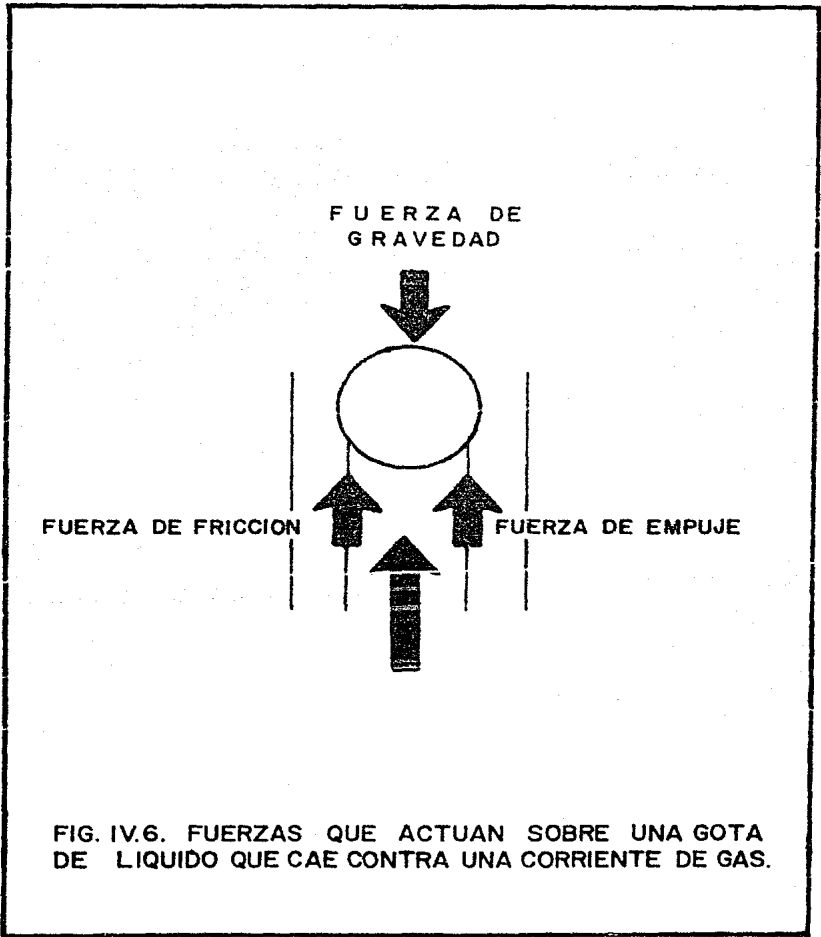 FUERZA DE
GRAVEDAD
FUERZA DE FRICCION
FUERZA DE EMPUJE
FIG. IV.6. FUERZAS QUE ACTUAN SOBRE UNA GOTA
DE LIQUIDO QUE CAE CONTRA UNA CORRIENTE DE GAS.